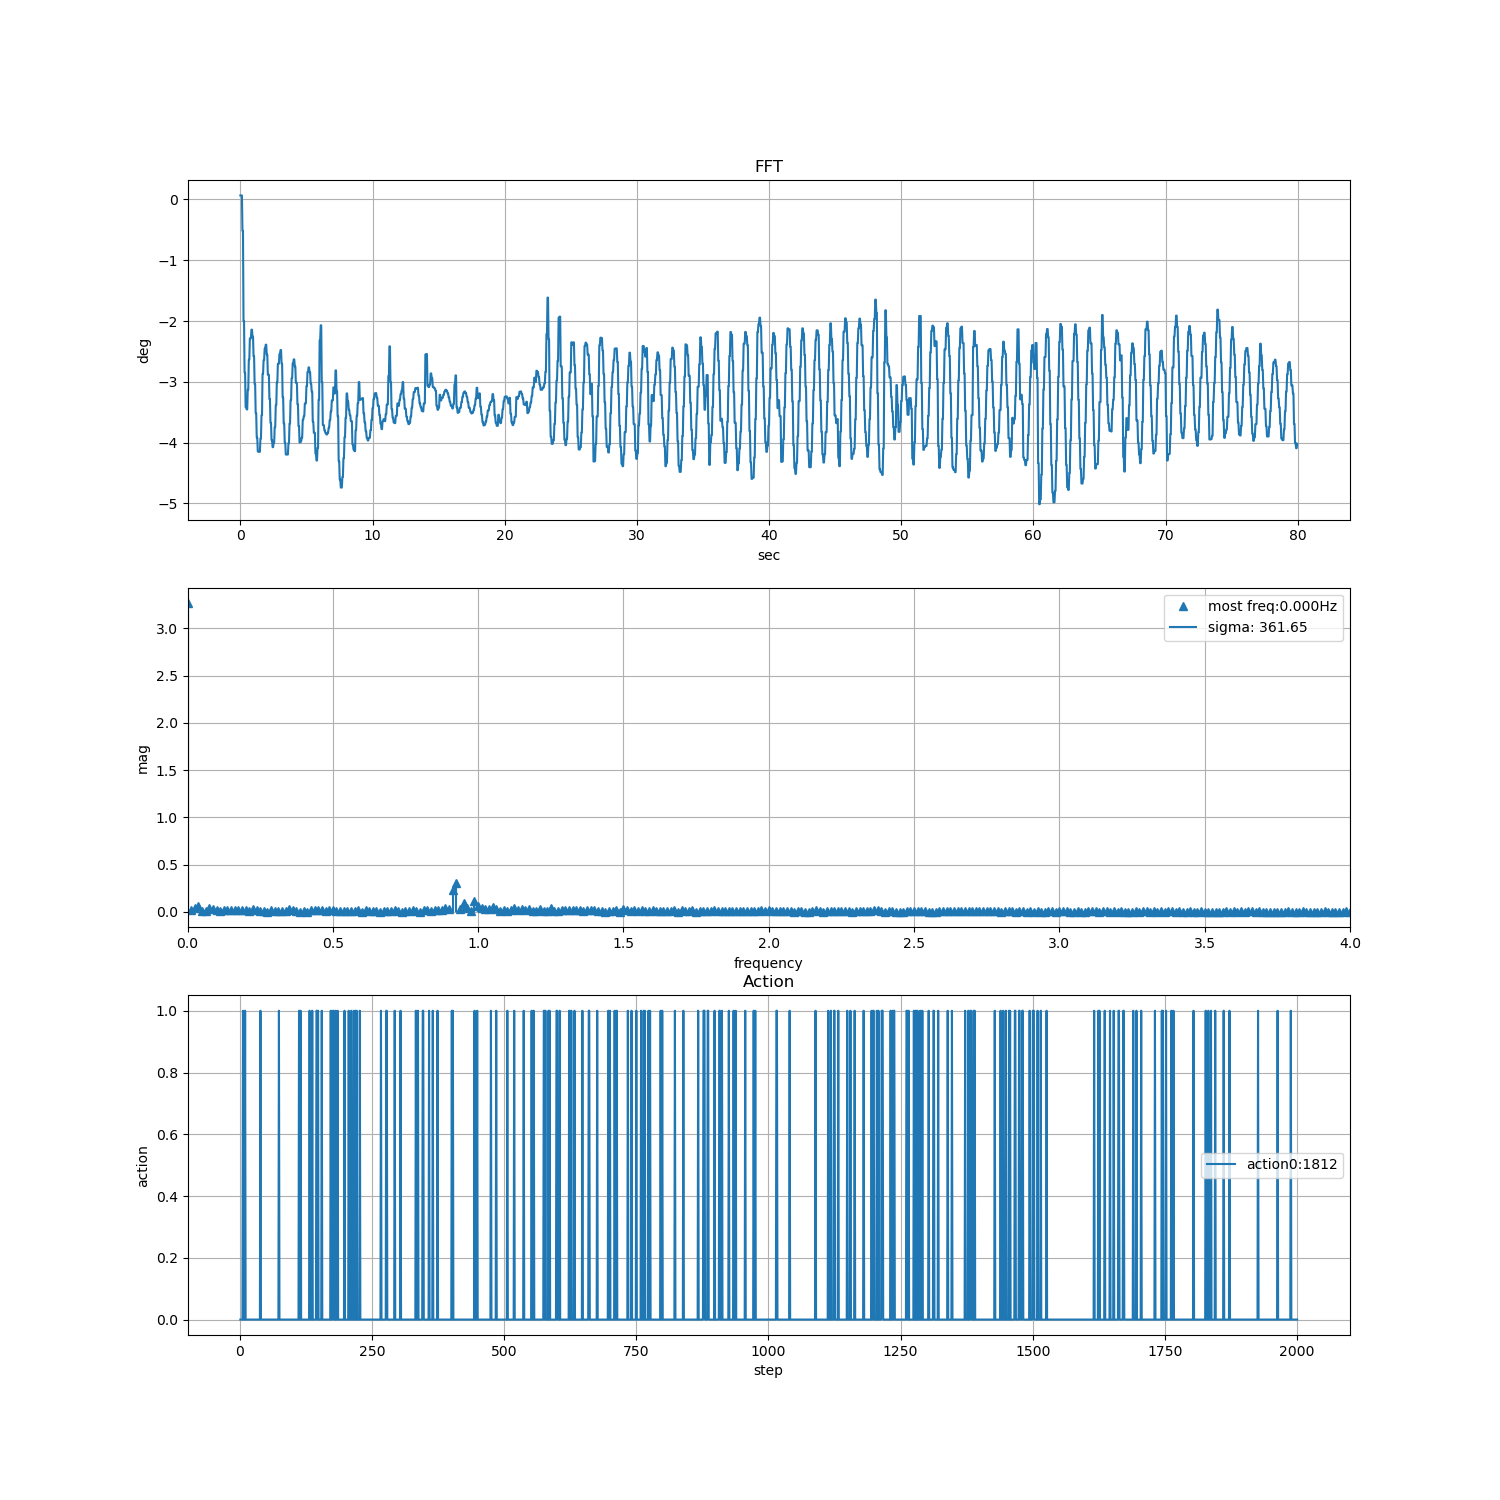 FFT
0
−1
−2
−3
−4
−5
deg
0 10 20 30 40 50 60 70 80
sec
most freq:0.000Hz
sigma: 361.65
3.0
2.5
2.0
1.5
1.0
0.5
0.0
mag
0.0 0.5 1.0 1.5 2.0 2.5 3.0 3.5 4.0
frequency
Action
1.0
0.8
0.6
0.4
0.2
0.0
action
action0:1812
0 250 500 750 1000 1250 1500 1750 2000
step